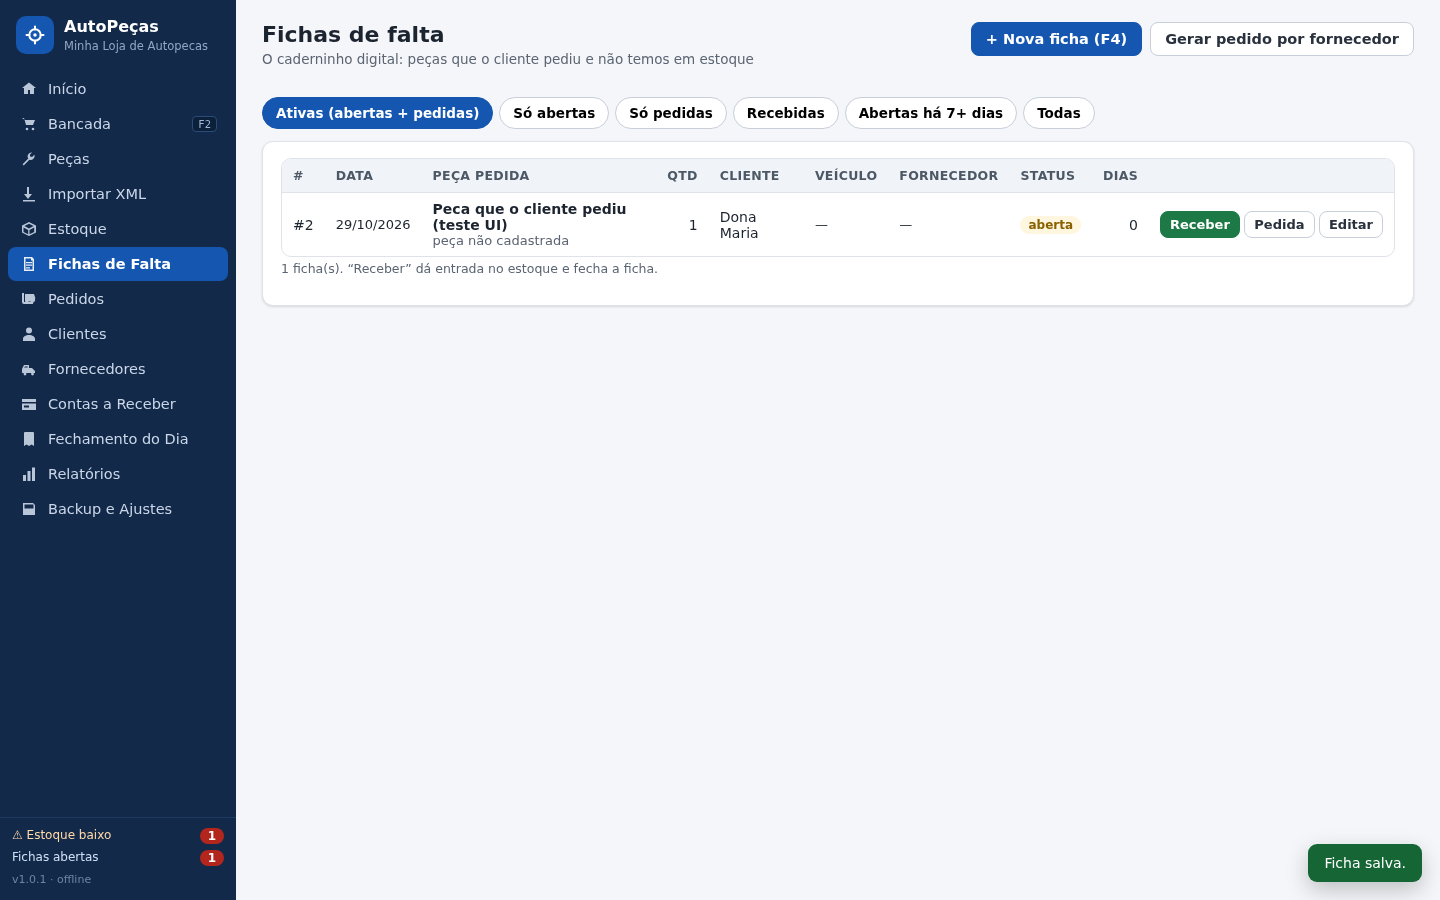 AutoPeças
Minha Loja de Autopecas
Início
Bancada F2
Peças
Importar XML
Estoque
Fichas de Falta
Pedidos
Clientes
Fornecedores
Contas a Receber
Fechamento do Dia
Relatórios
Backup e Ajustes
⚠ Estoque baixo 1
Fichas abertas 1
v1.0.1 · offline
Fichas de falta
O caderninho digital: peças que o cliente pediu e não temos em estoque
+ Nova ficha (F4) Gerar pedido por fornecedor
Ativas (abertas + pedidas) Só abertas Só pedidas Recebidas Abertas há 7+ dias Todas
# DATA PEÇA PEDIDA QTD CLIENTE VEÍCULO FORNECEDOR STATUS DIAS
#2 29/10/2026 Peca que o cliente pediu (teste UI) peça não cadastrada 1 Dona Maria — — aberta 0 Receber Pedida Editar
1 ficha(s). “Receber” dá entrada no estoque e fecha a ficha.
Ficha salva.